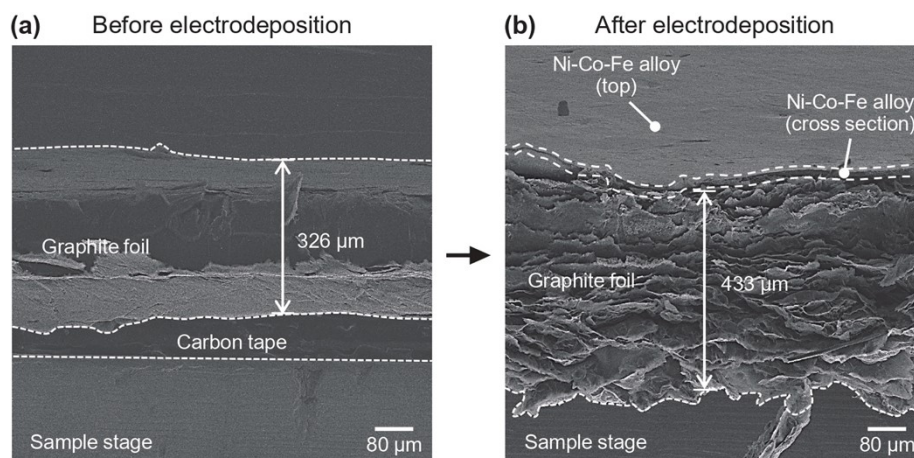 (a) Before electrodeposition
Graphite foil
326 µm
Carbon tape
Sample stage
80 µm
(b) After electrodeposition
Ni-Co-Fe alloy
(top)
Ni-Co-Fe alloy
(cross section)
Graphite foil
433 µm
Sample stage
80 µm